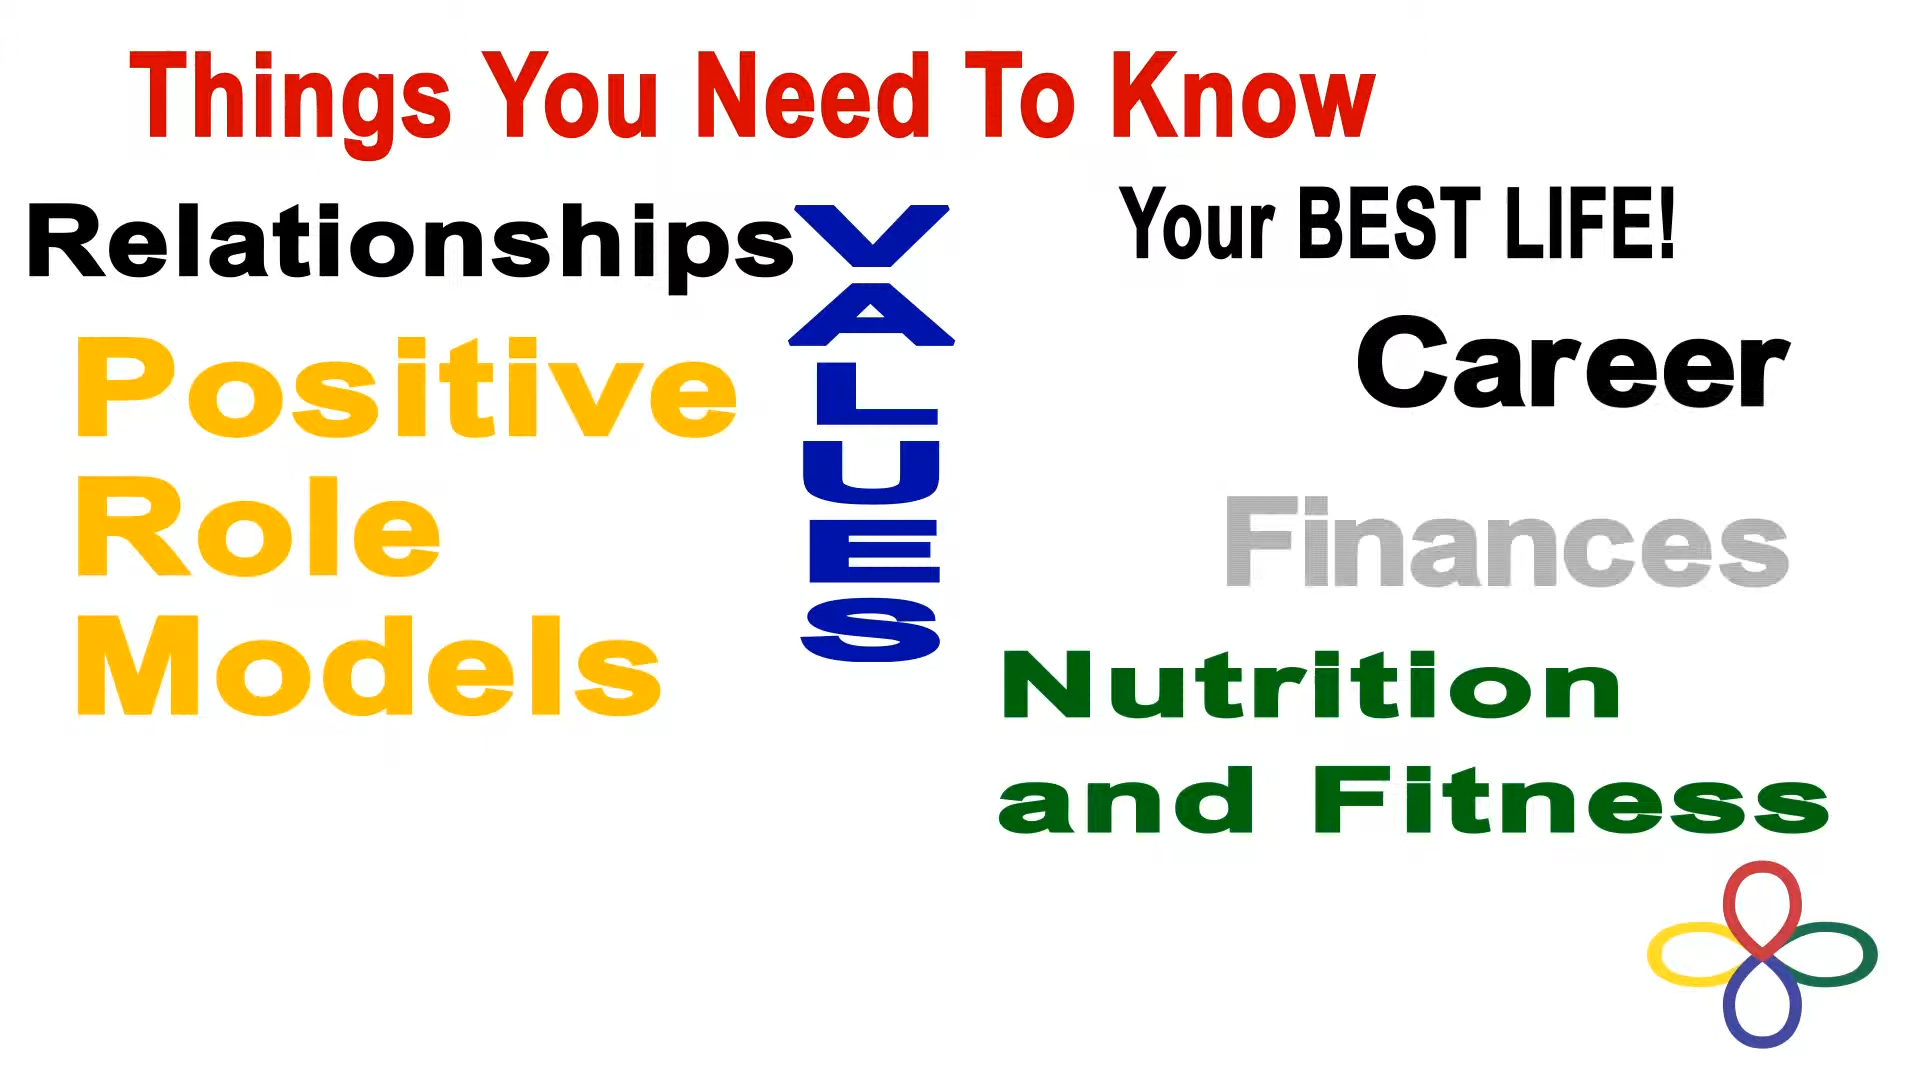 Things You Need To Know
Your BEST LIFE!
Relationships
VALUES
Positive
Role
Models
Career
Finances
Nutrition
and Fitness